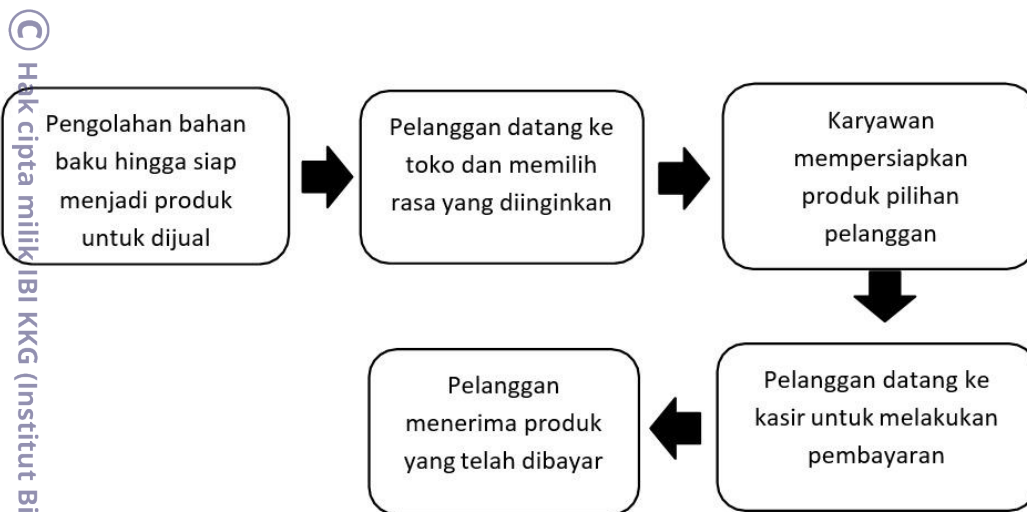 © Hak cipta milik IBI KKG (Institut Bi
Pengolahan bahan
baku hingga siap
menjadi produk
untuk dijual
Pelanggan datang ke
toko dan memilih
rasa yang diinginkan
Karyawan
mempersiapkan
produk pilihan
pelanggan
Pelanggan datang ke
kasir untuk melakukan
pembayaran
Pelanggan
menerima produk
yang telah dibayar